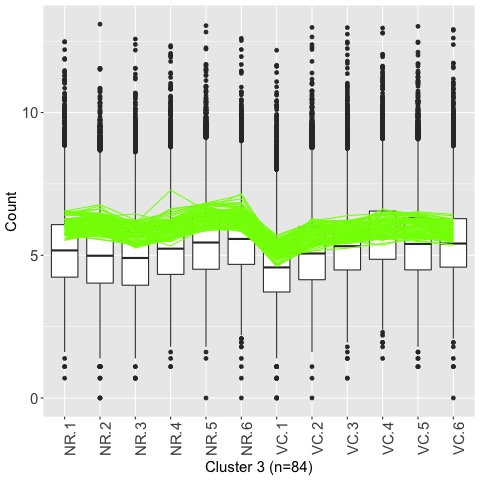 10
5
0
Count
NR.1
NR.2
NR.3
NR.4
NR.5
NR.6
VC.1
VC.2
VC.3
VC.4
VC.5
VC.6
Cluster 3 (n=84)